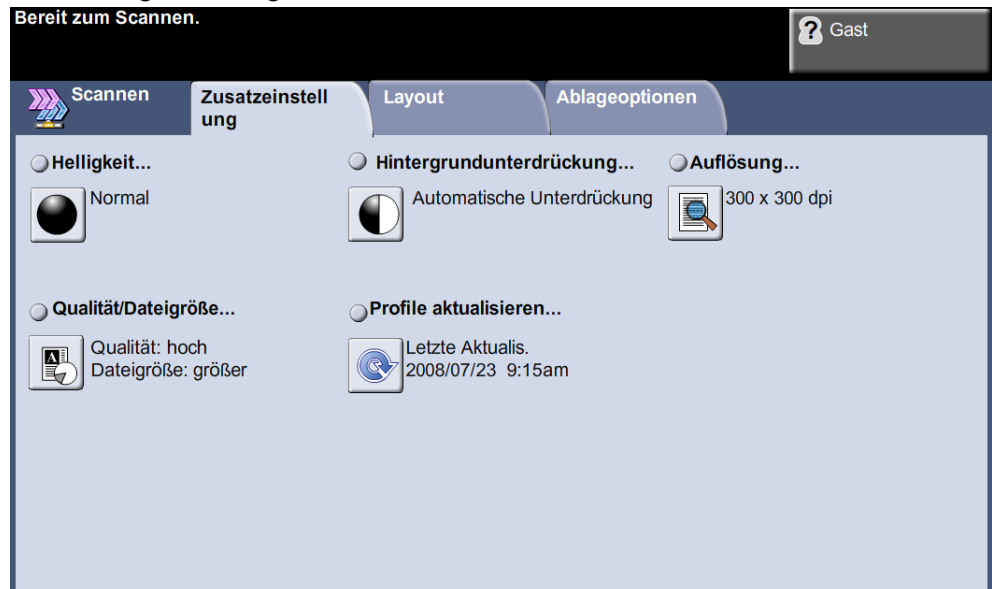 Bereit zum Scannen.
Gast
Scannen
Zusatzeinstell
ung
Layout
Ablageoptionen
Helligkeit...
Normal
Hintergrundunterdrückung...
Automatische Unterdrückung
Auflösung...
300 x 300 dpi
Qualität/Dateigröße...
Qualität: hoch
Dateigröße: größer
Profile aktualisieren...
Letzte Aktualis.
2008/07/23 9:15am